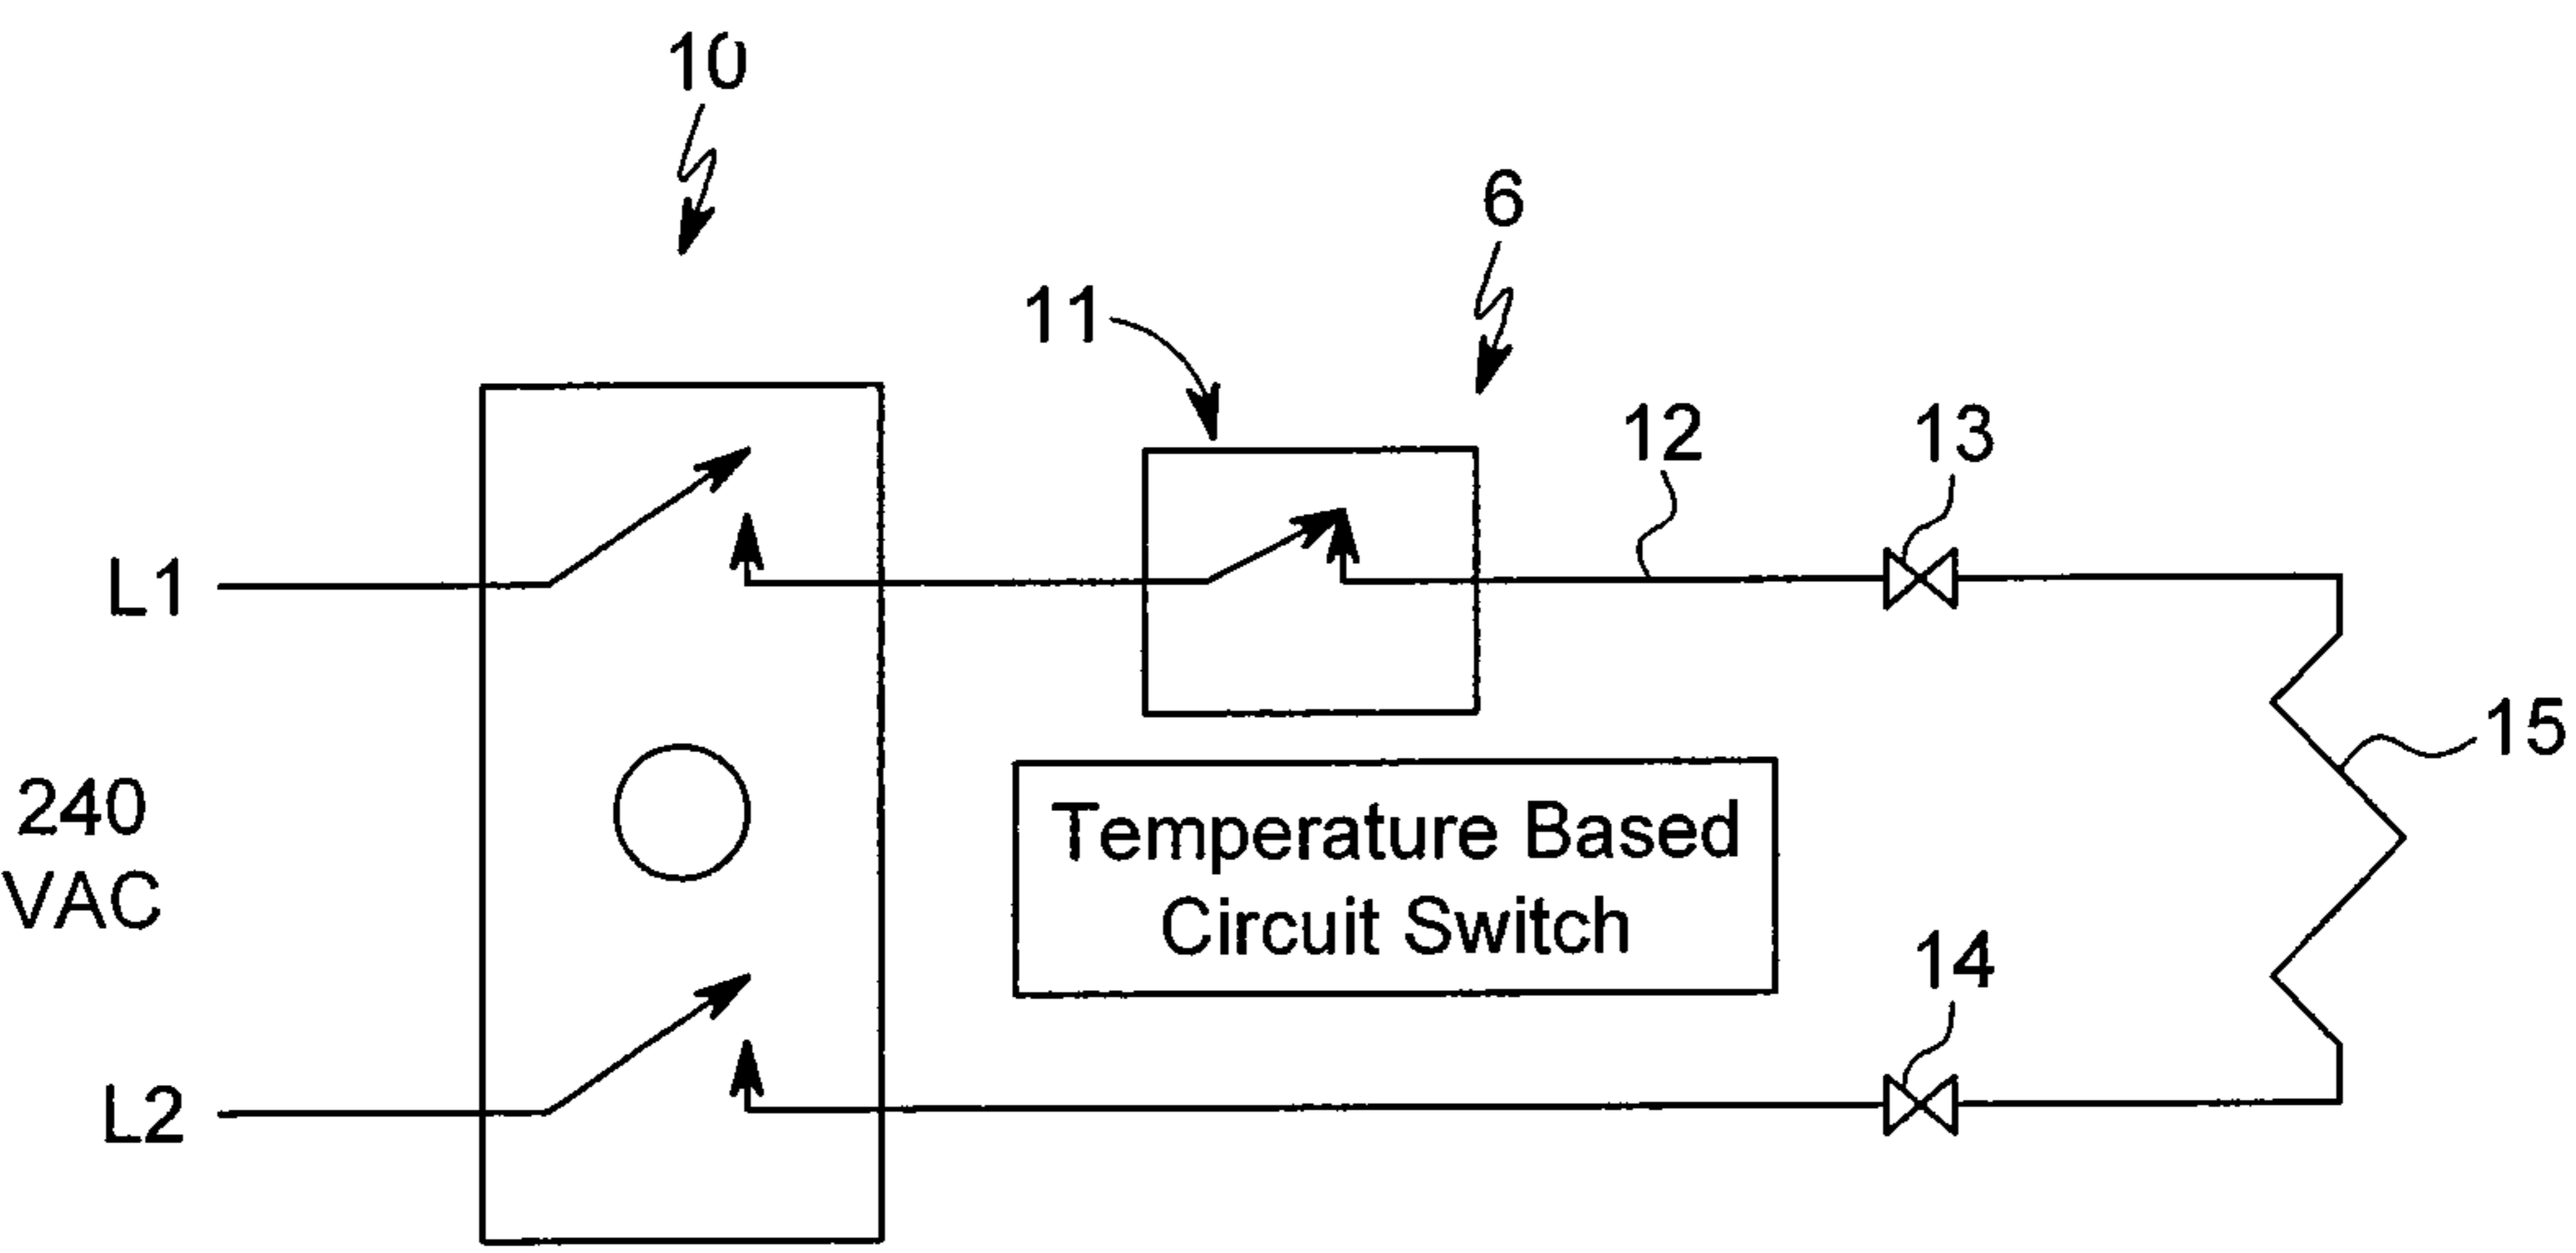 10
6
11
12
13
L1
15
240
VAC
Temperature Based
Circuit Switch
14
L2